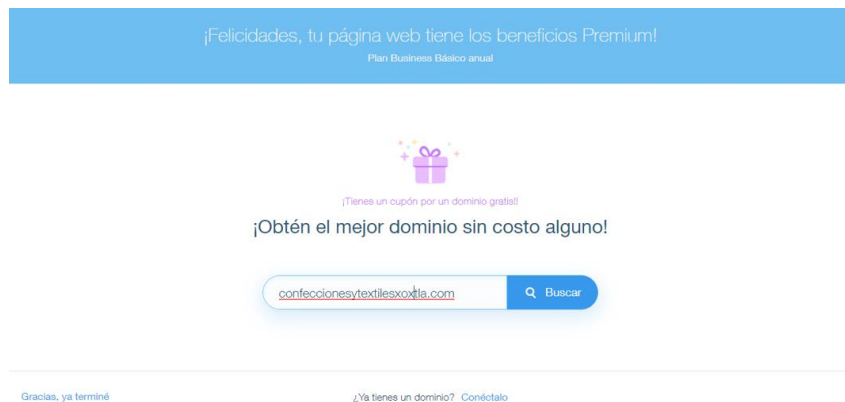 ¡Felicidades, tu página web tiene los beneficios Premium!
Plan Business Básico anual
¡Tienes un cupón por un dominio gratis!!
¡Obtén el mejor dominio sin costo alguno!
confeccionesytextilesxoxtla.com
Buscar
Gracias, ya terminé
¿Ya tienes un dominio? Conéctalo